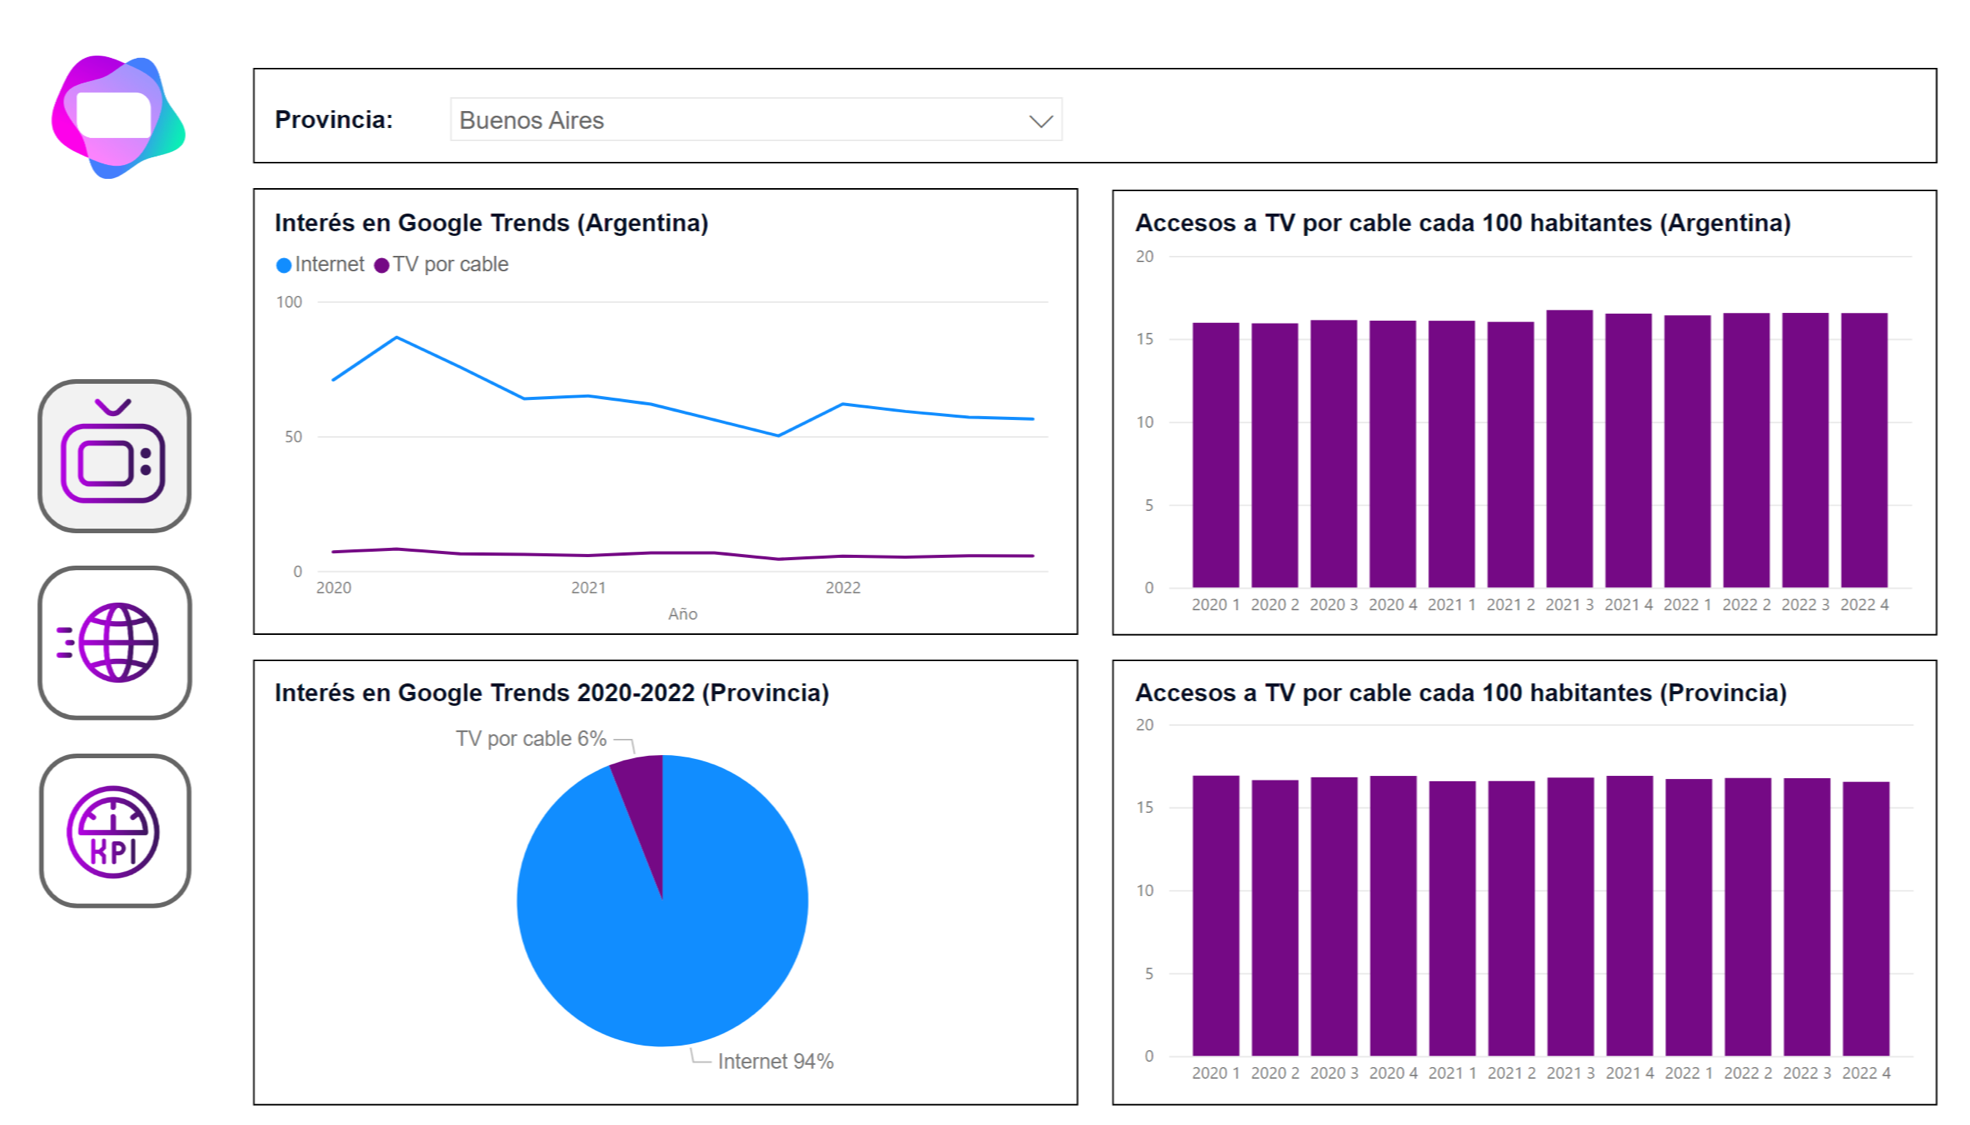 Provincia:
Buenos Aires
Interés en Google Trends (Argentina)
Internet TV por cable
100
50
0
2020 2021 2022
Año
Accesos a TV por cable cada 100 habitantes (Argentina)
20
15
10
5
0
2020 1 2020 2 2020 3 2020 4 2021 1 2021 2 2021 3 2021 4 2022 1 2022 2 2022 3 2022 4
KPI
Interés en Google Trends 2020-2022 (Provincia)
TV por cable 6%
Internet 94%
Accesos a TV por cable cada 100 habitantes (Provincia)
20
15
10
5
0
2020 1 2020 2 2020 3 2020 4 2021 1 2021 2 2021 3 2021 4 2022 1 2022 2 2022 3 2022 4